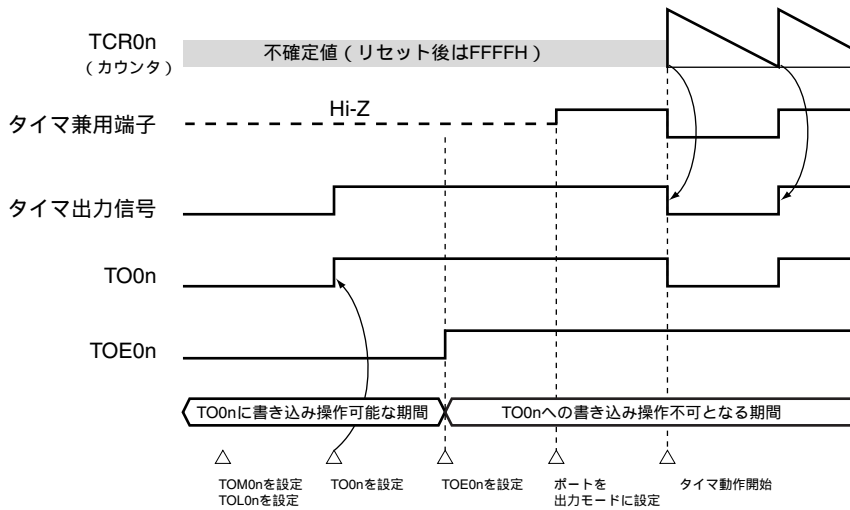 TCR0n
（カウンタ）
不確定値（リセット後はFFFFH）
タイマ兼用端子
Hi-Z
タイマ出力信号
TO0n
TOE0n
TO0nに書き込み操作可能な期間
TO0nへの書き込み操作不可となる期間
TOM0nを設定
TOL0nを設定
TO0nを設定
TOE0nを設定
ポートを
出力モードに設定
タイマ動作開始